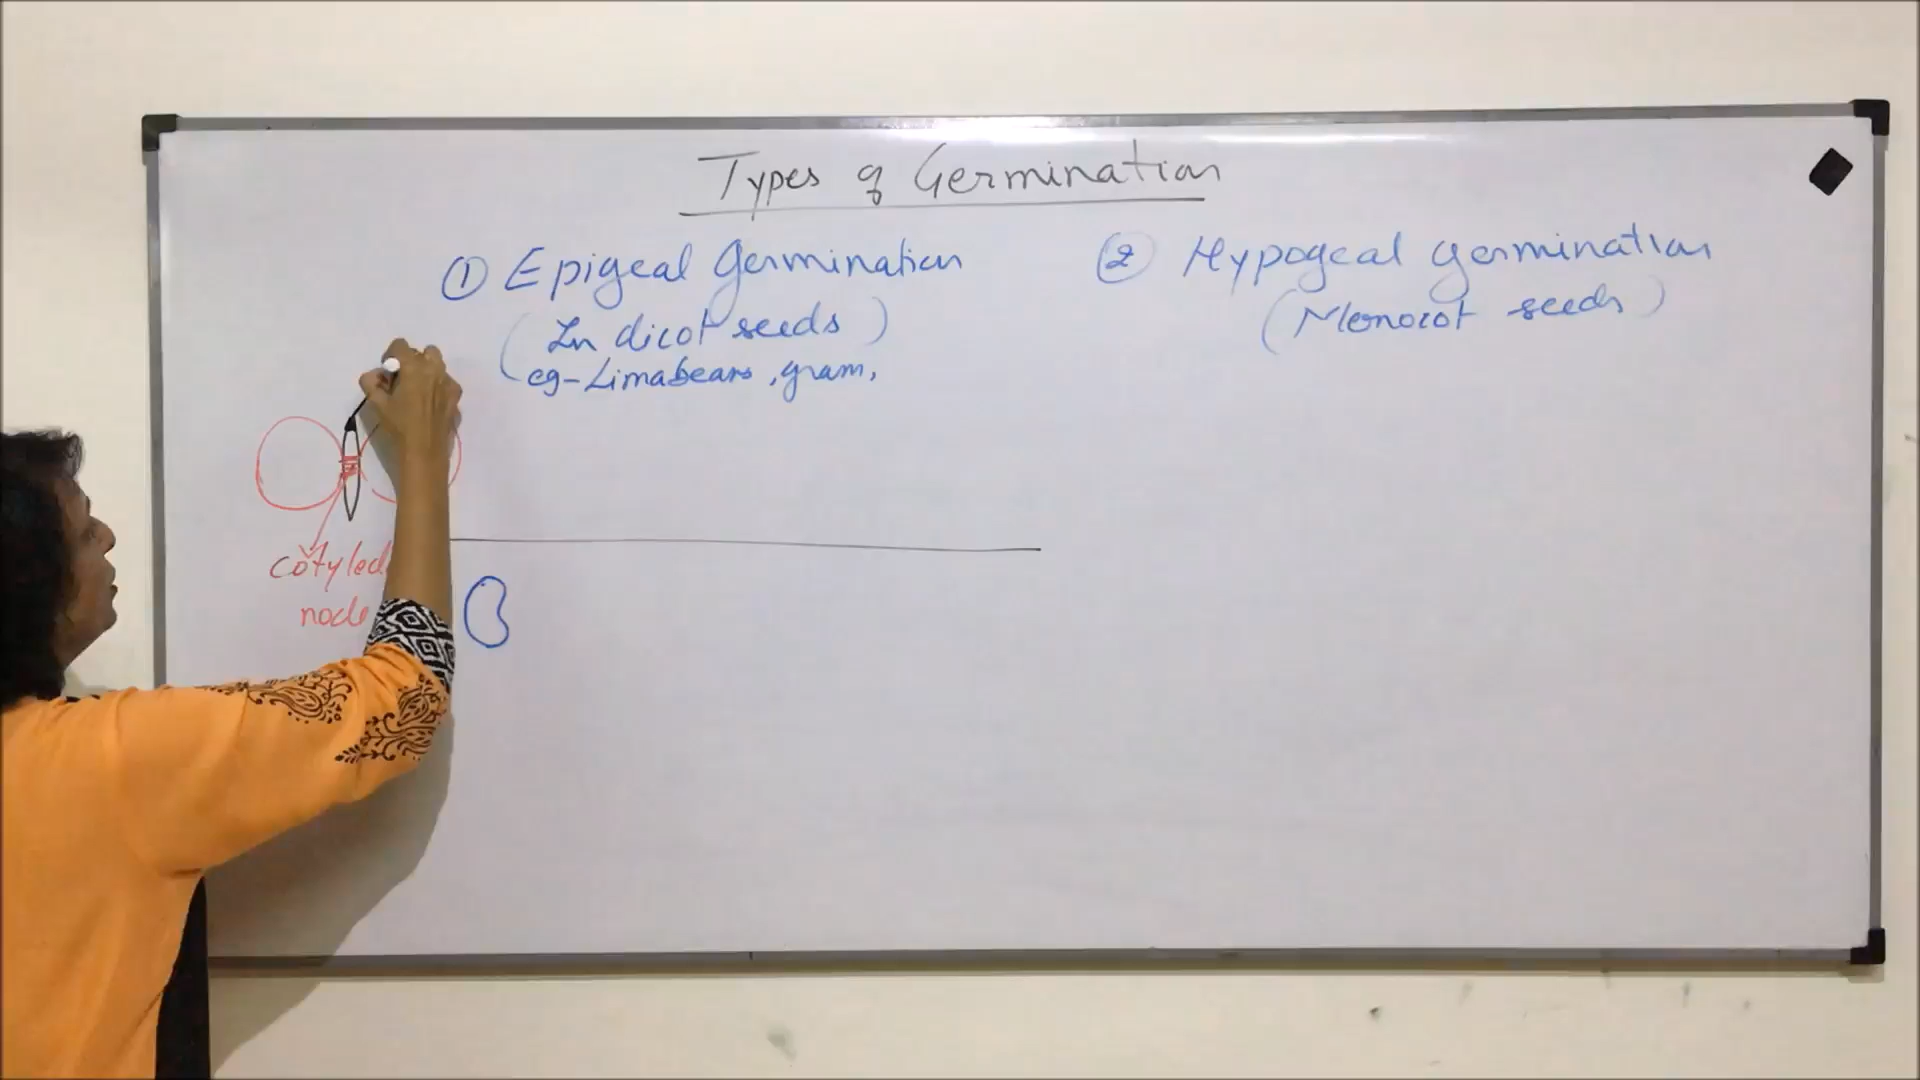 Types of Germination
① Epigeal Germination
(In dicot seeds)
eg-Limabeans, gram,
② Hypogeal germination
(Monocot seeds)
cotyled
node